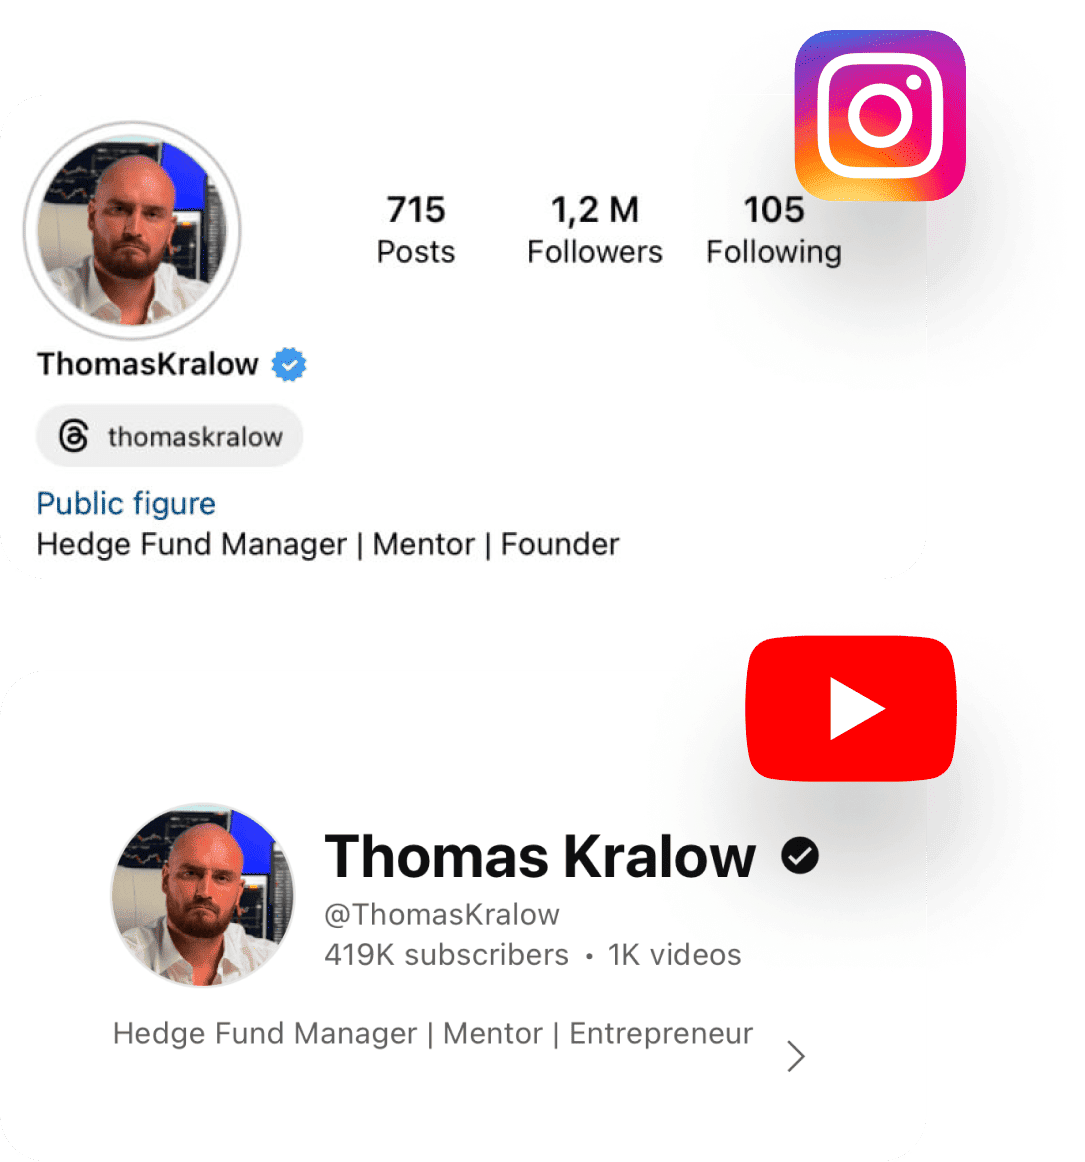 715 1,2 M 105
Posts Followers Following
ThomasKralow
thomaskralow
Public figure
Hedge Fund Manager | Mentor | Founder
Thomas Kralow
@ThomasKralow
419K subscribers • 1K videos
Hedge Fund Manager | Mentor | Entrepreneur